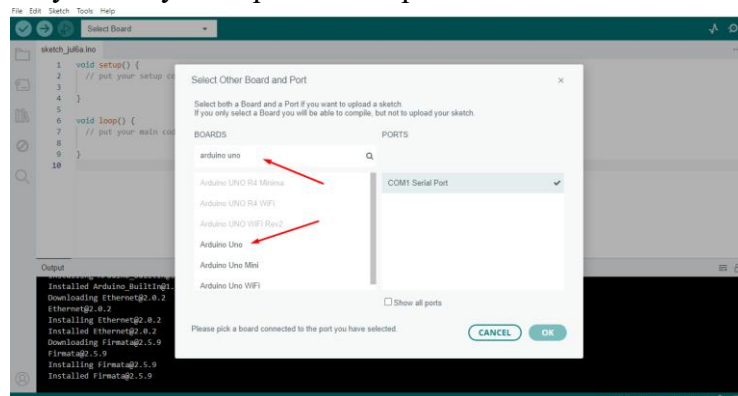 File Edit Sketch Tools Help
Select Board
sketch_jul6a.ino
1 void setup() {
2 // put your setup co
3
4 }
5
6 void loop() {
7 // put your main cod
8
9 }
10
Select Other Board and Port
Select both a Board and a Port if you want to upload a sketch.
If you only select a Board you will be able to compile, but not to upload your sketch.
BOARDS
PORTS
arduino uno
Arduino UNO R4 Minima
COM1 Serial Port
Arduino UNO R4 WiFi
Arduino UNO WiFi Rev2
Arduino Uno
Arduino Uno Mini
Arduino Uno WiFi
Show all ports
Please pick a board connected to the port you have selected.
CANCEL
OK
Output
Installed Arduino_BuiltIn@1.
Downloading Ethernet@2.0.2
Ethernet@2.0.2
Installing Ethernet@2.0.2
Installed Ethernet@2.0.2
Downloading Firmata@2.5.9
Firmata@2.5.9
Installing Firmata@2.5.9
Installed Firmata@2.5.9